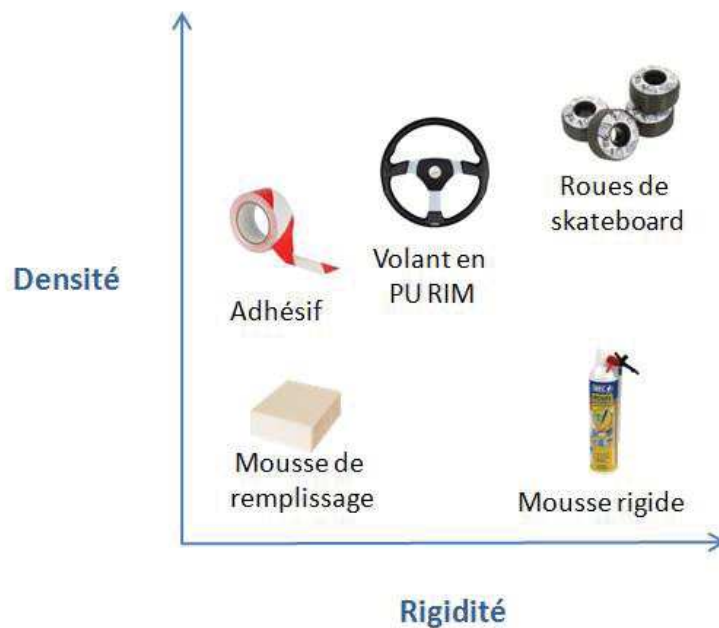 Roues de
skateboard
Volant en
PU RIM
Densité
Adhésif
Mousse de
remplissage
Mousse rigide
Rigidité